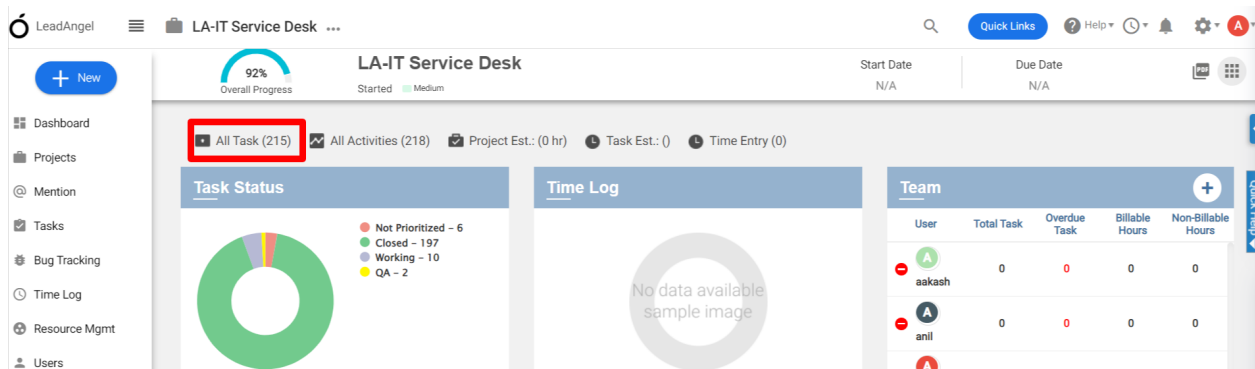 LeadAngel
LA-IT Service Desk ...
Quick Links
Help
A
New
92%
Overall Progress
LA-IT Service Desk
Started Medium
Start Date
N/A
Due Date
N/A
PDF
Dashboard
Projects
Mention
Tasks
Bug Tracking
Time Log
Resource Mgmt
Users
All Task (215)
All Activities (218)
Project Est.: (0 hr)
Task Est.: ()
Time Entry (0)
Task Status
Not Prioritized – 6
Closed – 197
Working – 10
QA – 2
Time Log
No data available
sample image
Team
User Total Task Overdue Task Billable Hours Non-Billable Hours
A
aakash 0 0 0 0
A
anil 0 0 0 0
A
Quick Help